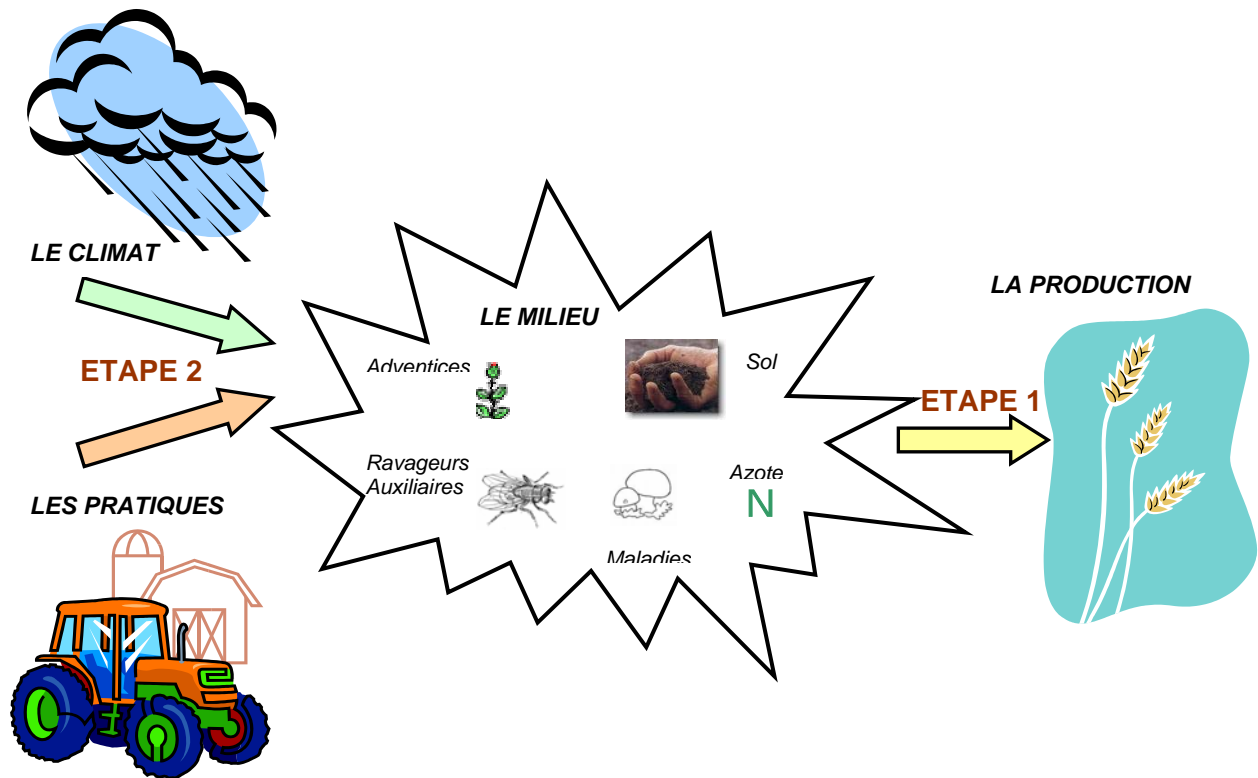 LE CLIMAT
ETAPE 2
LES PRATIQUES
LE MILIEU
Adventices
Sol
Ravageurs
Auxiliaires
Azote
N
Maladies
ETAPE 1
LA PRODUCTION